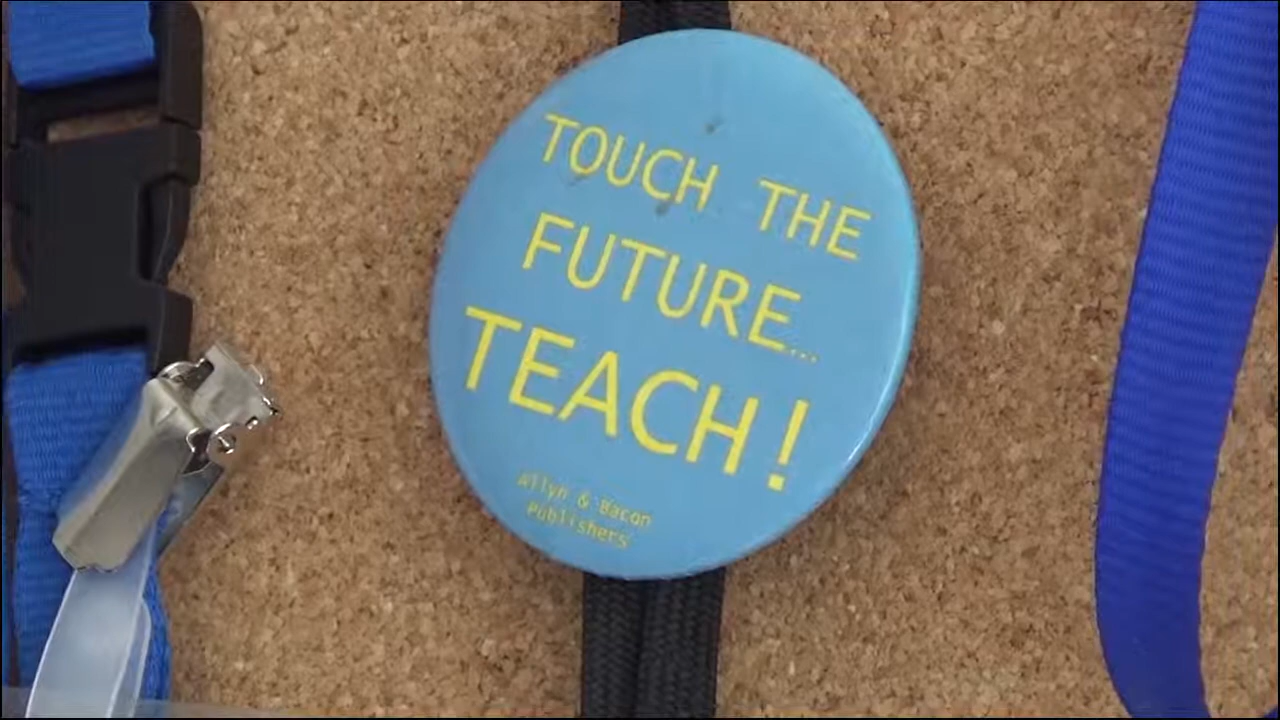 TOUCH THE
FUTURE...
TEACH!
Allyn & Bacon
Publishers